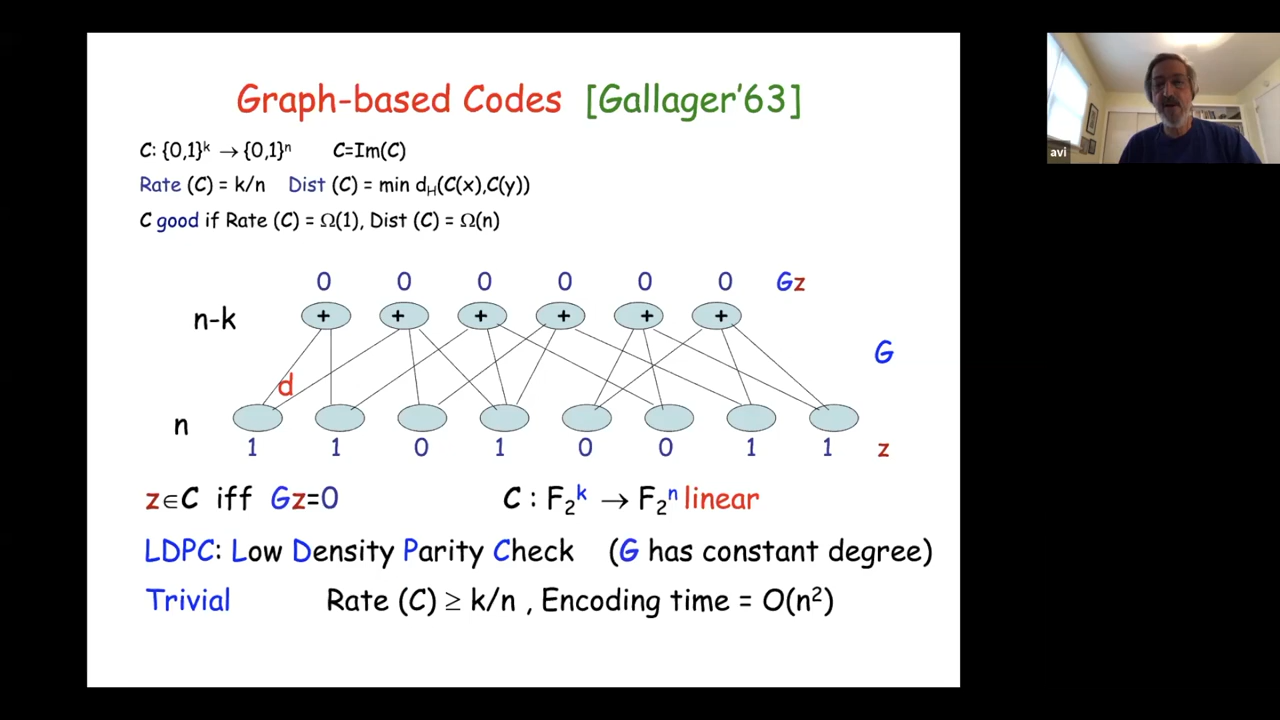 Graph-based Codes [Gallager'63]
C: {0,1}ᵏ → {0,1}ⁿ C=Im(C)
Rate (C) = k/n Dist (C) = min d_H(C(x),C(y))
C good if Rate (C) = Ω(1), Dist (C) = Ω(n)
avi
0 0 0 0 0 0 Gz
n-k + + + + + +
G
d
n
1 1 0 1 0 0 1 1 z
z∈C iff Gz=0 C : F₂ᵏ → F₂ⁿ linear
LDPC: Low Density Parity Check (G has constant degree)
Trivial Rate (C) ≥ k/n , Encoding time = O(n²)